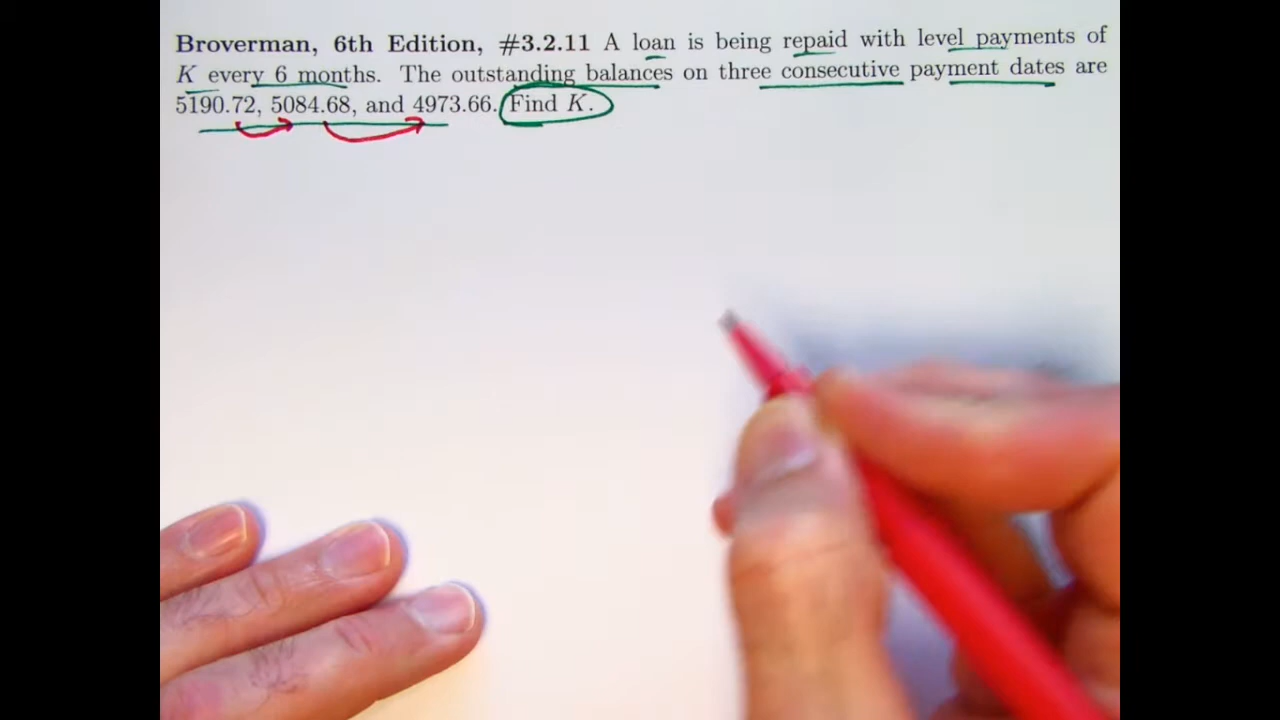 Broverman, 6th Edition, #3.2.11 A loan is being repaid with level payments of
K every 6 months. The outstanding balances on three consecutive payment dates are
5190.72, 5084.68, and 4973.66. Find K.